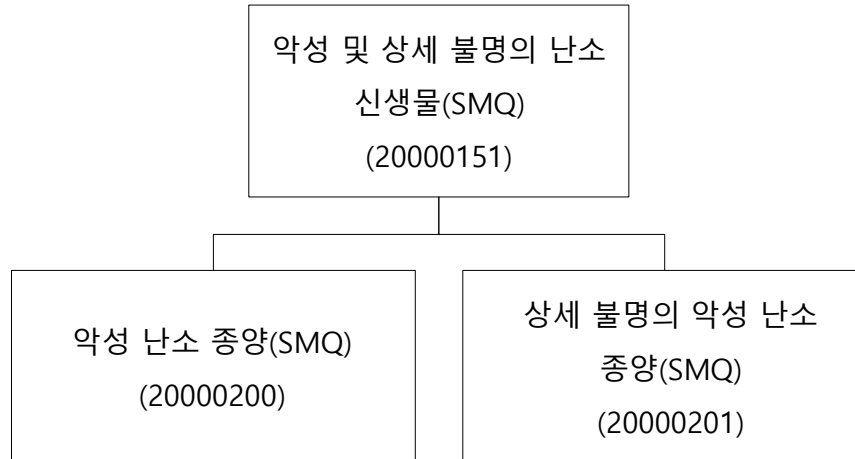 악성 및 상세 불명의 난소
신생물(SMQ)
(20000151)
악성 난소 종양(SMQ)
(20000200)
상세 불명의 악성 난소
종양(SMQ)
(20000201)